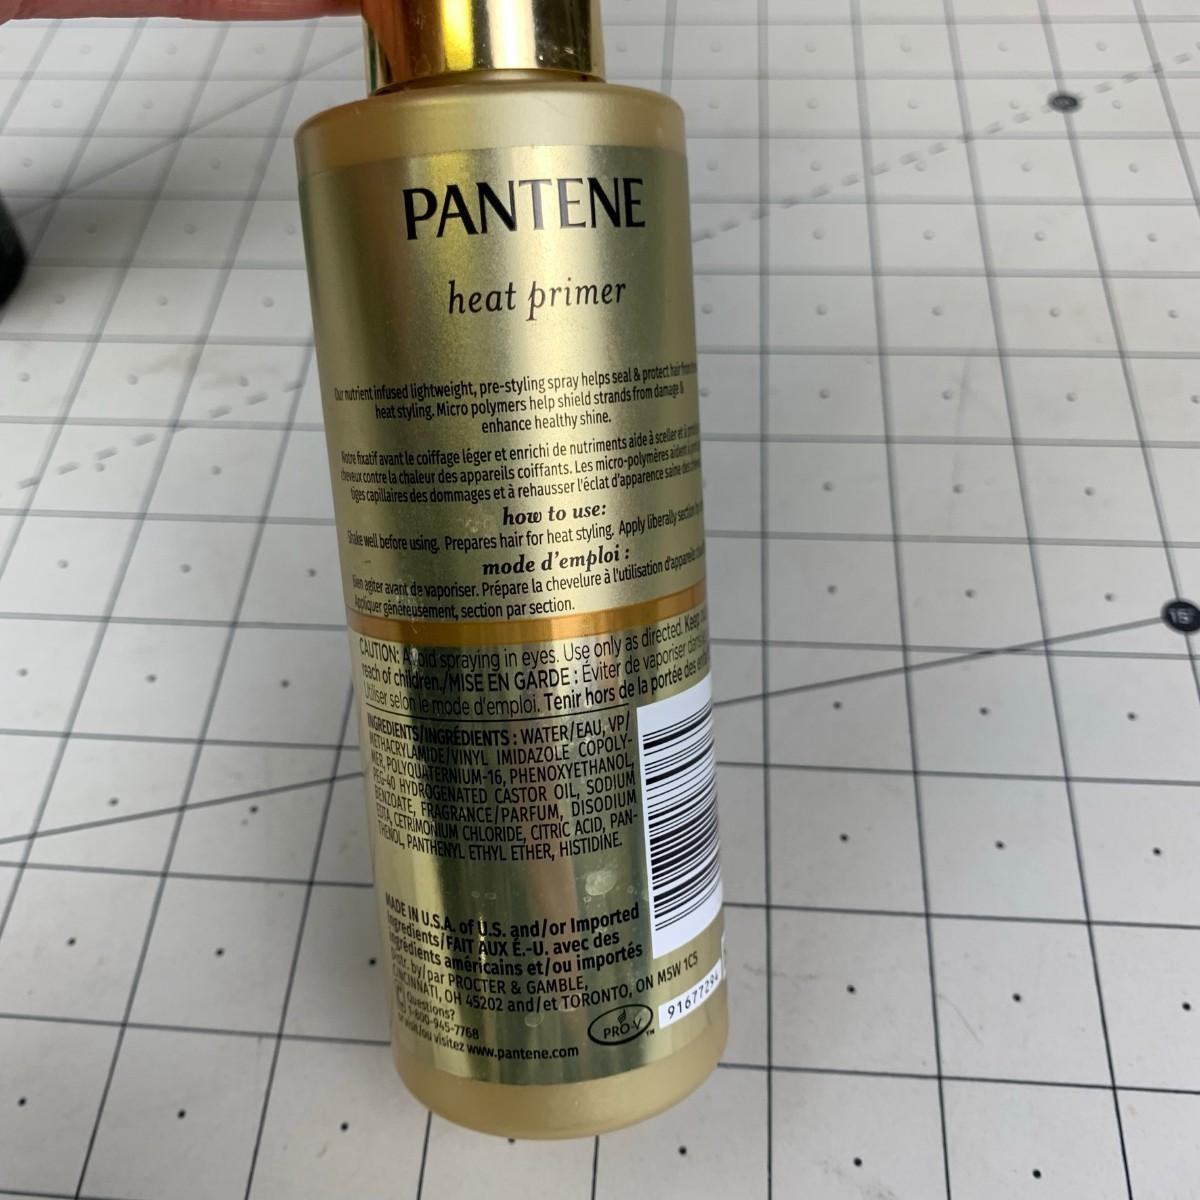 PANTENE
heat primer
Our nutrient infused lightweight, pre-styling spray helps seal & protect hair from
heat styling. Micro polymers help shield strands from damage &
enhance healthy shine.
Notre fixatif avant le coiffage léger et enrichi de nutriments aide à sceller et à
cheveux contre la chaleur des appareils coiffants. Les micro-polymères aident à
tiges capillaires des dommages et à rehausser l'éclat d'apparence saine des
how to use:
Shake well before using. Prepares hair for heat styling. Apply liberally section
mode d'emploi :
Bien agiter avant de vaporiser. Prépare la chevelure à l'utilisation d'appareils
Appliquer généreusement, section par section.
CAUTION: Avoid spraying in eyes. Use only as directed. Keep
reach of children./MISE EN GARDE : Éviter de vaporiser dans
Utiliser selon le mode d'emploi. Tenir hors de la portée des
INGREDIENTS/INGRÉDIENTS : WATER/EAU, VP/
METHACRYLAMIDE/VINYL IMIDAZOLE COPOLY-
MER, POLYQUATERNIUM-16, PHENOXYETHANOL,
PEG-40 HYDROGENATED CASTOR OIL, SODIUM
BENZOATE, FRAGRANCE/PARFUM, DISODIUM
EDTA, CETRIMONIUM CHLORIDE, CITRIC ACID, PAN-
THENOL, PANTHENYL ETHYL ETHER, HISTIDINE.
MADE IN U.S.A. of U.S. and/or Imported
Ingredients/FAIT AUX É.-U. avec des
ingrédients américains et/ou importés
Distr. by/par PROCTER & GAMBLE,
CINCINNATI, OH 45202 and/et TORONTO, ON M5W 1C5
Questions?
1-800-945-7768
or visit/ou visitez www.pantene.com
PRO-V™
91677294
15"